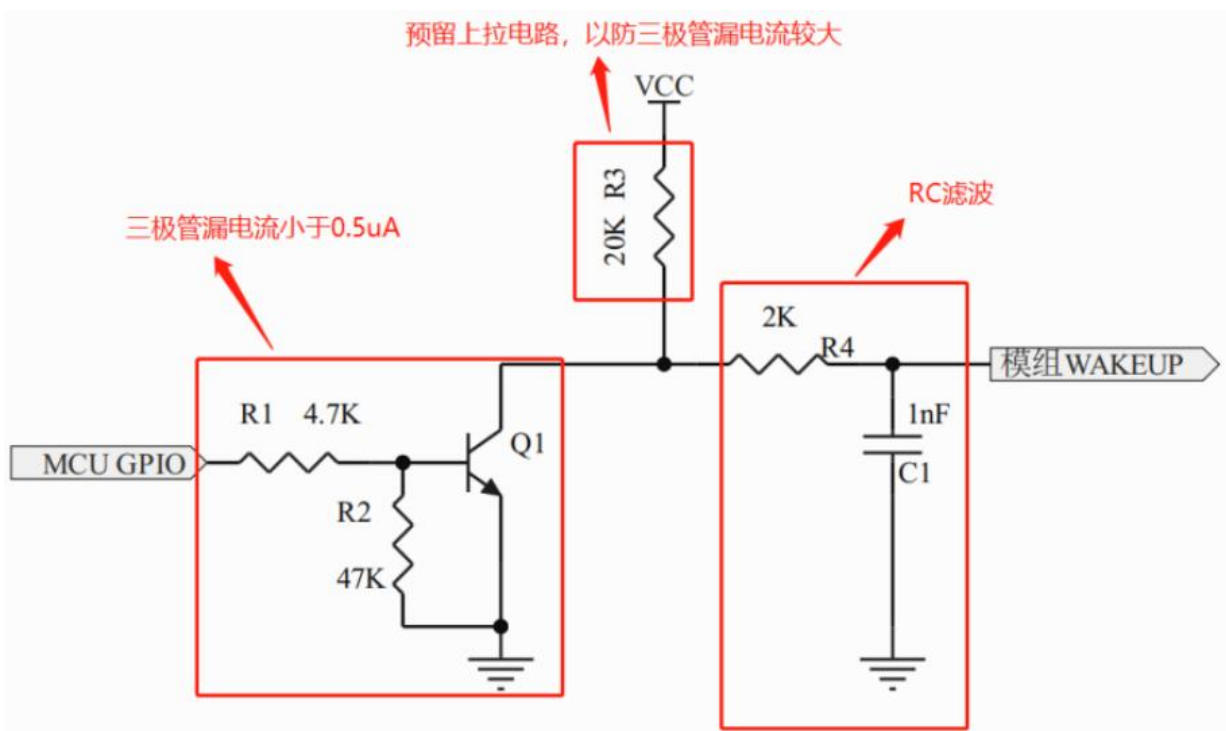 预留上拉电路，以防三极管漏电流较大
VCC
20K R3
RC滤波
三极管漏电流小于0.5uA
2K
R4
模组WAKEUP
R1 4.7K
1nF
Q1
MCU GPIO
C1
R2
47K